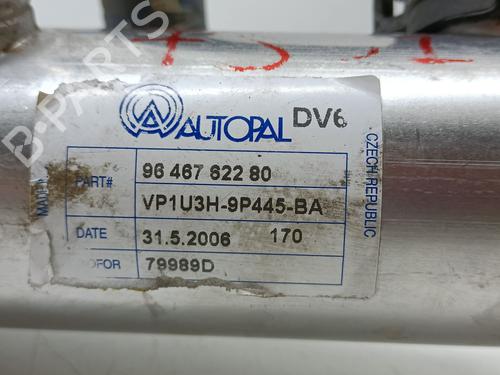 AUTOPAL DV6
PART# 96 467 622 80
VP1U3H-9P445-BA
DATE 31.5.2006 170
79989D
CZECH REPUBLIC
B-PARTS